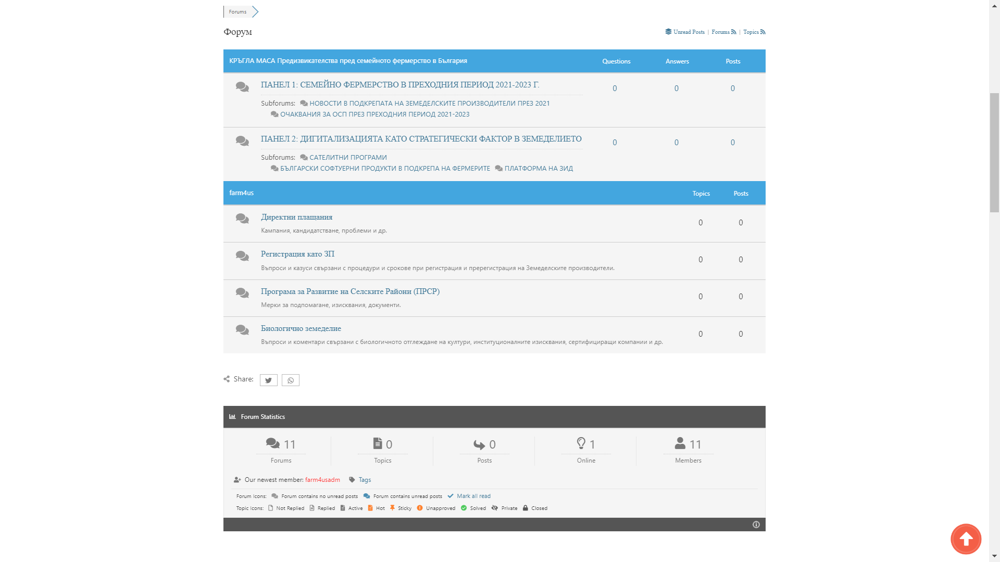 Forums
Форум
Unread Posts | Forums | Topics
КРЪГЛА МАСА Предизвикателства пред семейното фермерство в България Questions Answers Posts
ПАНЕЛ 1: СЕМЕЙНО ФЕРМЕРСТВО В ПРЕХОДНИЯ ПЕРИОД 2021-2023 Г. 0 0 0
Subforums: НОВОСТИ В ПОДКРЕПАТА НА ЗЕМЕДЕЛСКИТЕ ПРОИЗВОДИТЕЛИ ПРЕЗ 2021
ОЧАКВАНИЯ ЗА ОСП ПРЕЗ ПРЕХОДНИЯ ПЕРИОД 2021-2023
ПАНЕЛ 2: ДИГИТАЛИЗАЦИЯТА КАТО СТРАТЕГИЧЕСКИ ФАКТОР В ЗЕМЕДЕЛИЕТО 0 0 0
Subforums: САТЕЛИТНИ ПРОГРАМИ
БЪЛГАРСКИ СОФТУЕРНИ ПРОДУКТИ В ПОДКРЕПА НА ФЕРМЕРИТЕ ПЛАТФОРМА НА ЗИД
farm4us Topics Posts
Директни плащания 0 0
Кампания, кандидатстване, проблеми и др.
Регистрация като ЗП 0 0
Въпроси и казуси свързани с процедури и срокове при регистрация и пререгистрация на Земеделските производители.
Програма за Развитие на Селските Райони (ПРСР) 0 0
Мерки за подпомагане, изисквания, документи.
Биологично земеделие 0 0
Въпроси и коментари свързани с биологичното отглеждане на култури, институционалните изисквания, сертифициращи компании и др.
Share:
Forum Statistics
11 0 0 1 11
Forums Topics Posts Online Members
Our newest member: farm4usadm Tags
Forum Icons: Forum contains no unread posts Forum contains unread posts Mark all read
Topic Icons: Not Replied Replied Active Hot Sticky Unapproved Solved Private Closed